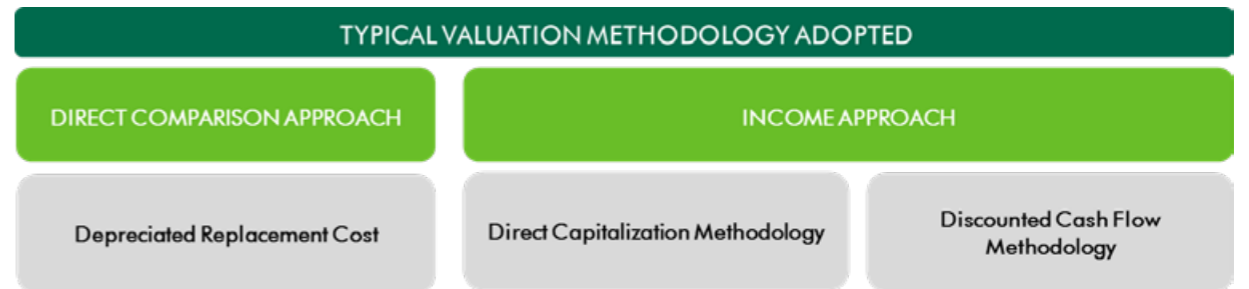 TYPICAL VALUATION METHODOLOGY ADOPTED
DIRECT COMPARISON APPROACH
INCOME APPROACH
Depreciated Replacement Cost
Direct Capitalization Methodology
Discounted Cash Flow
Methodology